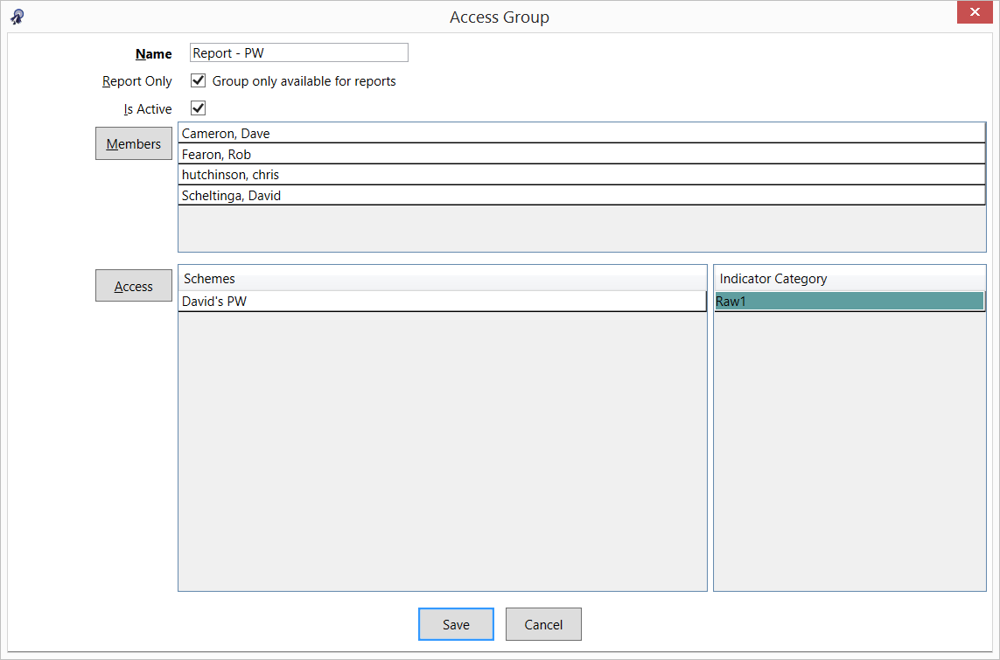 Access Group
Name Report - PW
Report Only Group only available for reports
Is Active
Members
Cameron, Dave
Fearon, Rob
hutchinson, chris
Scheltinga, David
Access
Schemes Indicator Category
David's PW Raw1
Save Cancel